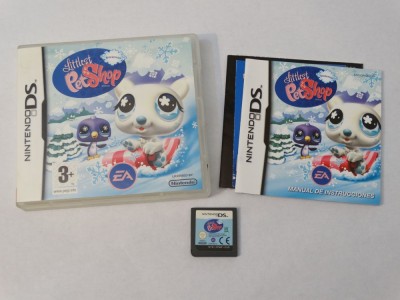 NINTENDO DS
Littlest
PetShop
3+
EA
Nintendo
NINTENDO DS
Littlest
PetShop
EA
MANUAL DE INSTRUCCIONES
NINTENDO DS